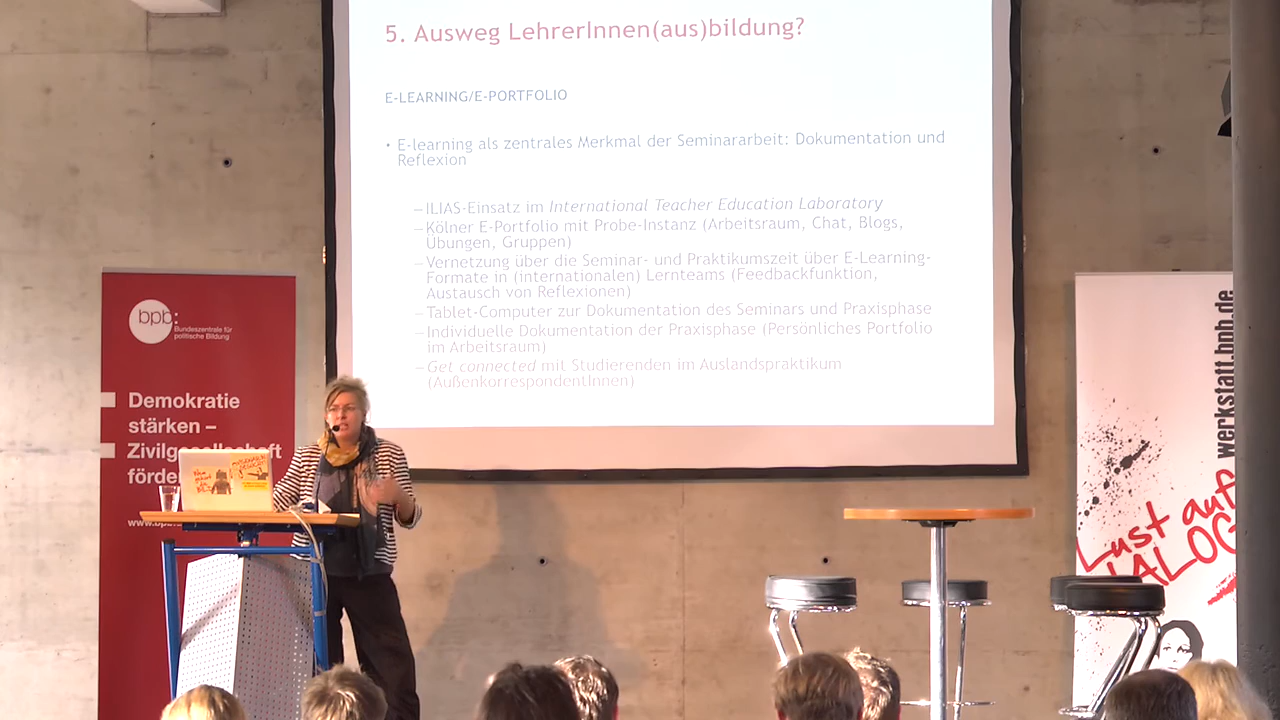 5. Ausweg LehrerInnen(aus)bildung?
E-LEARNING/E-PORTFOLIO
• E-learning als zentrales Merkmal der Seminararbeit: Dokumentation und
Reflexion
– ILIAS-Einsatz im International Teacher Education Laboratory
– Kölner E-Portfolio mit Probe-Instanz (Arbeitsraum, Chat, Blogs,
Übungen, Gruppen)
– Vernetzung über die Seminar- und Praktikumszeit über E-Learning-
Formate in (internationalen) Lernteams (Feedbackfunktion,
Austausch von Reflexionen)
– Tablet-Computer zur Dokumentation des Seminars und Praxisphase
– Individuelle Dokumentation der Praxisphase (Persönliches Portfolio
im Arbeitsraum)
– Get connected mit Studierenden im Auslandspraktikum
(AußenkorrespondentInnen)
bpb:
Bundeszentrale für
politische Bildung
Demokratie
stärken –
Zivilgesellschaft
förde
www.bpb
werkstatt.bpb.de
Lust auf
IALOG